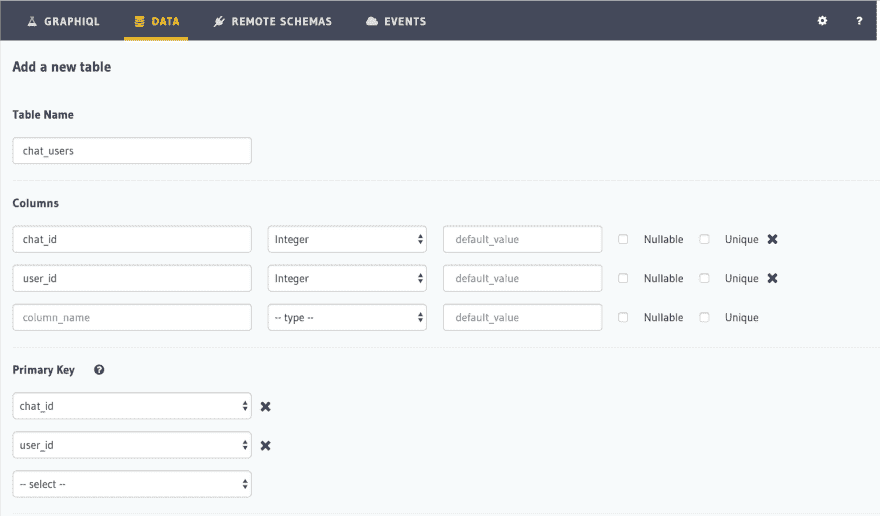 GRAPHIQL DATA REMOTE SCHEMAS EVENTS ?
Add a new table
Table Name
chat_users
Columns
chat_id Integer default_value Nullable Unique
user_id Integer default_value Nullable Unique
column_name -- type -- default_value Nullable Unique
Primary Key ?
chat_id
user_id
-- select --